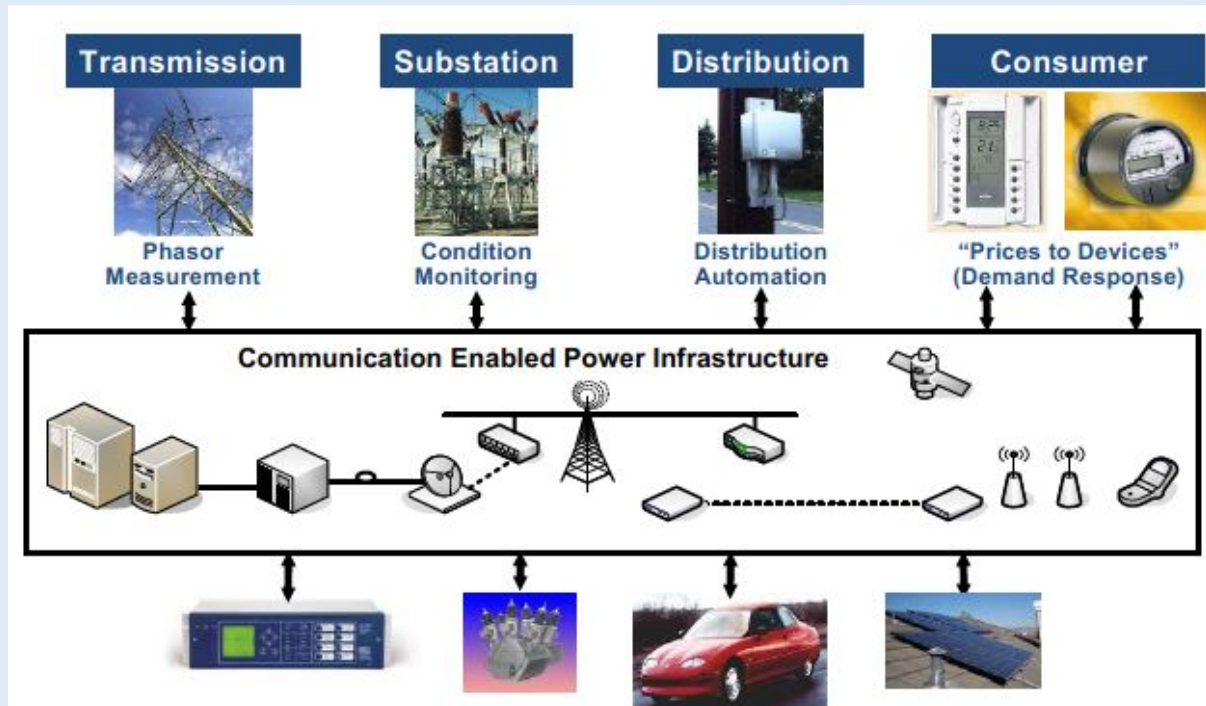 Transmission
Substation
Distribution
Consumer
Phasor
Measurement
Condition
Monitoring
Distribution
Automation
“Prices to Devices”
(Demand Response)
Communication Enabled Power Infrastructure